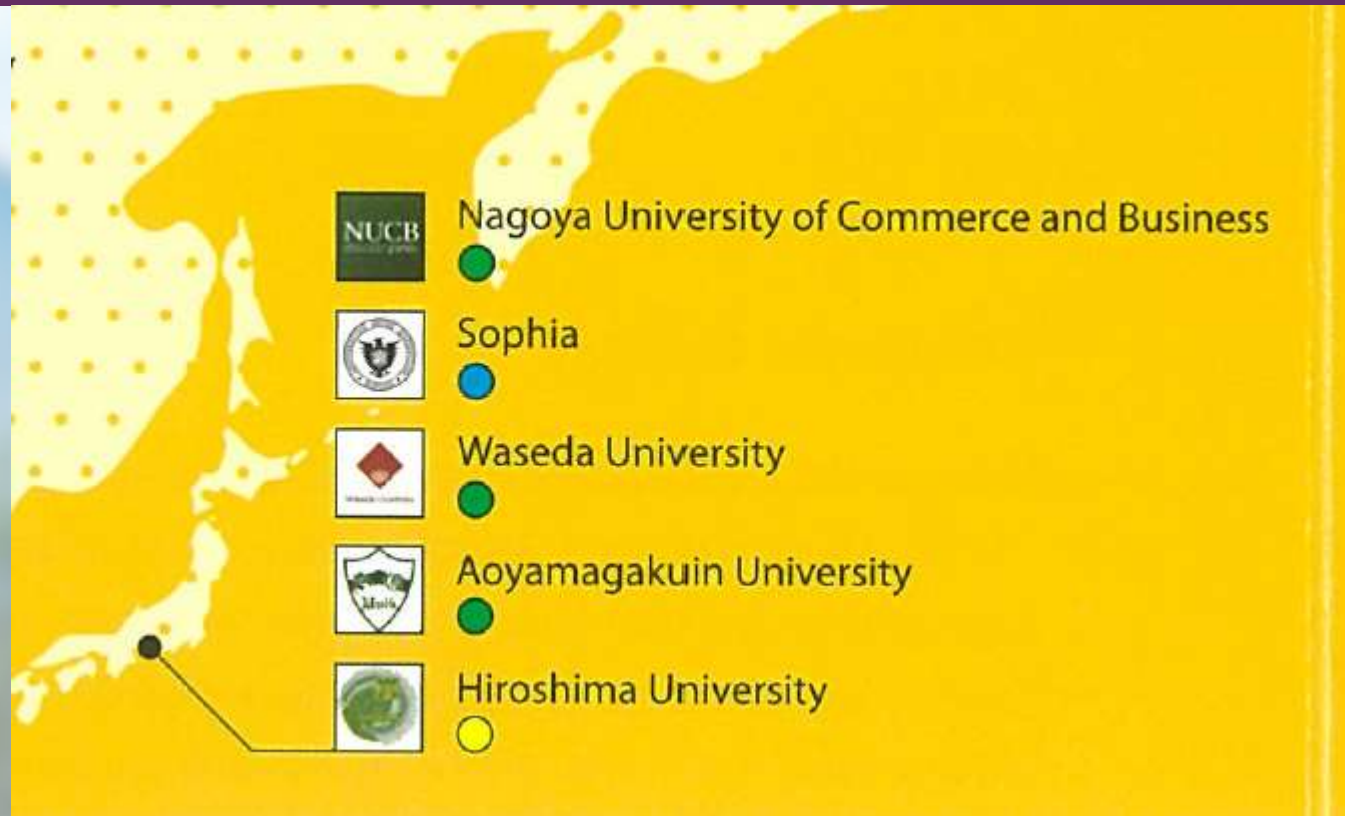 NUCB
Nagoya University of Commerce and Business
Sophia
Waseda University
Aoyamagakuin University
Hiroshima University